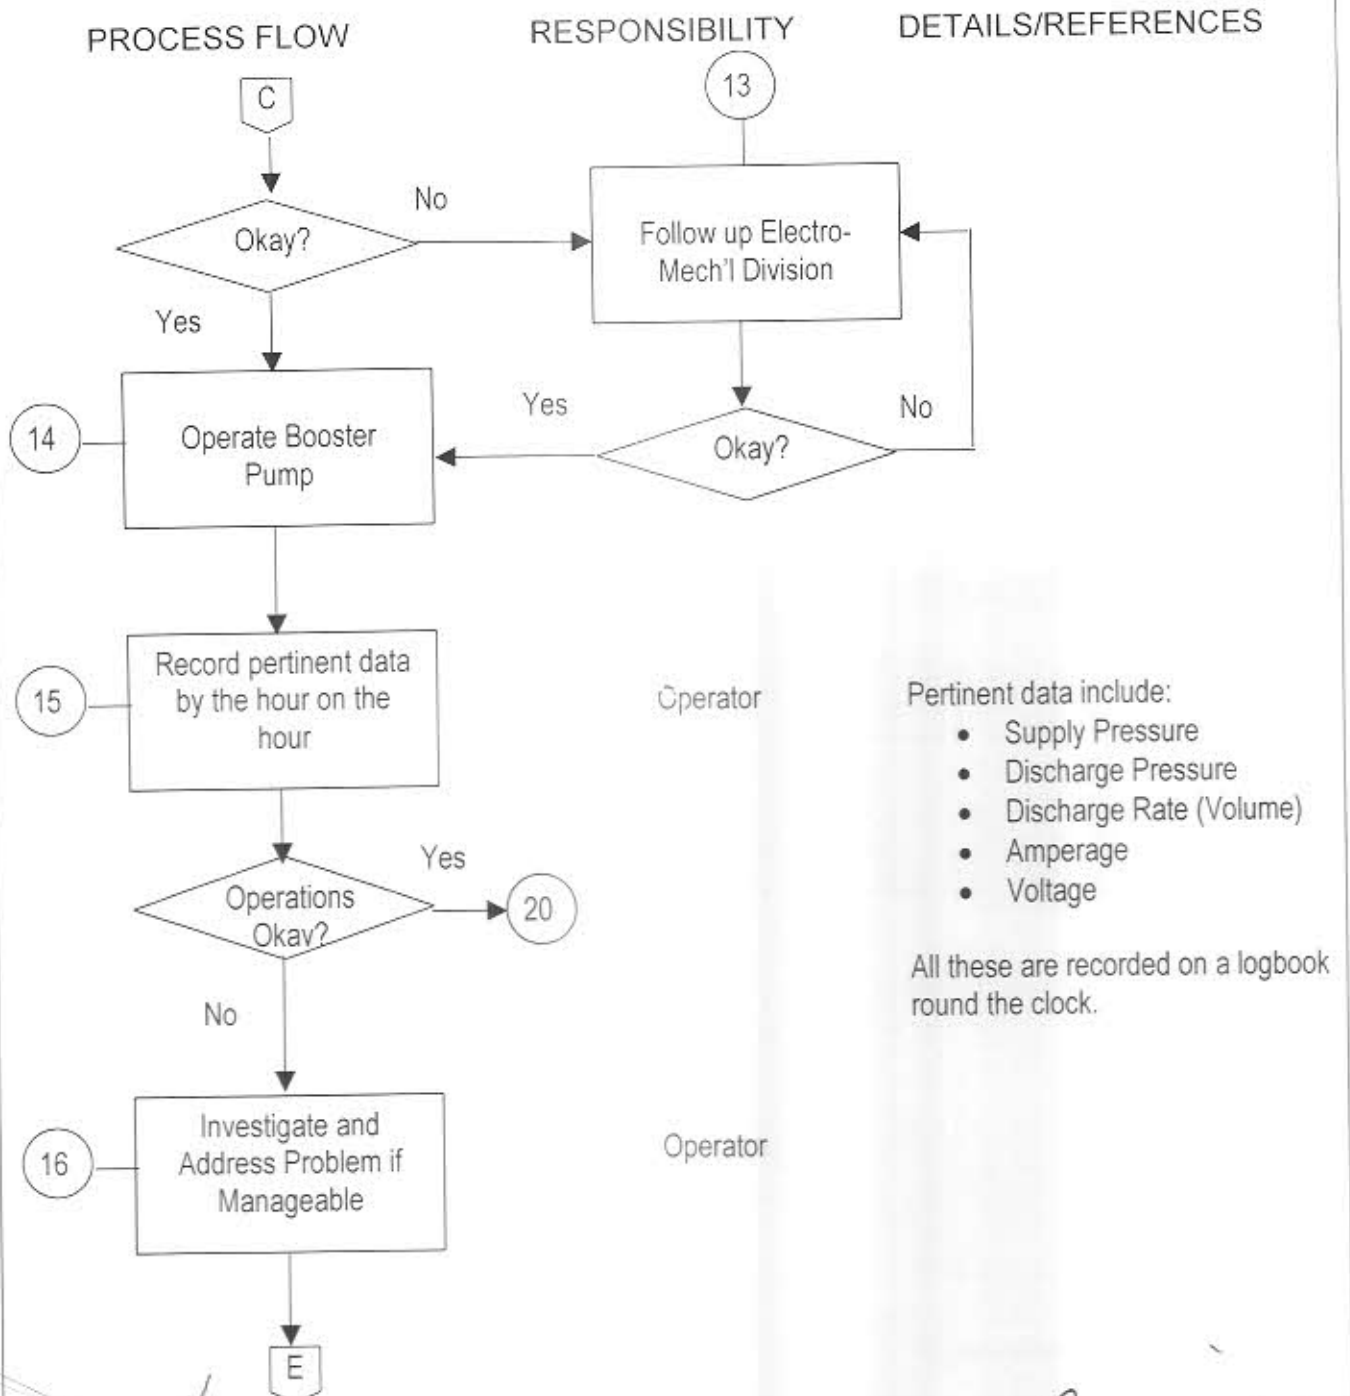 PROCESS FLOW
RESPONSIBILITY
DETAILS/REFERENCES
C
13
Okay?
No
Follow up Electro-
Mech'l Division
Yes
14
Operate Booster
Pump
Yes
Okay?
No
15
Record pertinent data
by the hour on the
hour
Operator
Pertinent data include:
• Supply Pressure
• Discharge Pressure
• Discharge Rate (Volume)
• Amperage
• Voltage
All these are recorded on a logbook
round the clock.
Operations
Okay?
Yes
20
No
16
Investigate and
Address Problem if
Manageable
Operator
E